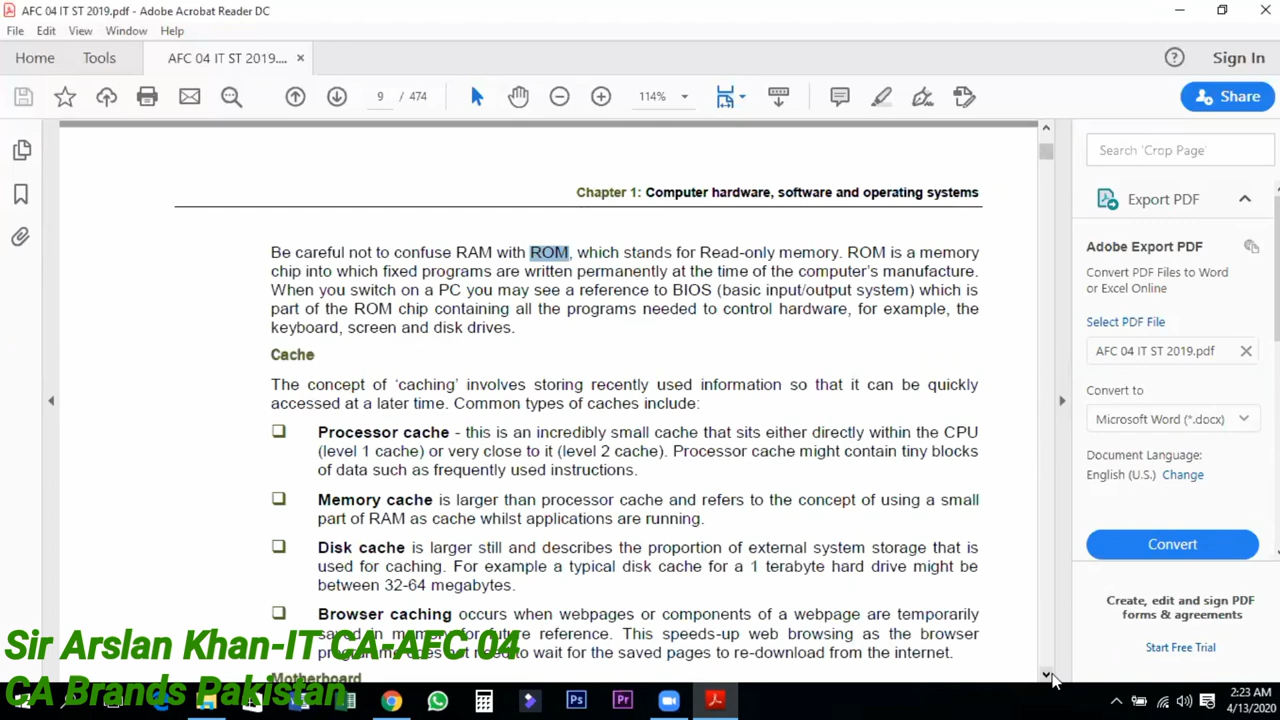 AFC 04 IT ST 2019.pdf - Adobe Acrobat Reader DC
File Edit View Window Help
Home Tools AFC 04 IT ST 2019.... × Sign In
9 / 474 114% Share
Chapter 1: Computer hardware, software and operating systems
Be careful not to confuse RAM with ROM, which stands for Read-only memory. ROM is a memory
chip into which fixed programs are written permanently at the time of the computer's manufacture.
When you switch on a PC you may see a reference to BIOS (basic input/output system) which is
part of the ROM chip containing all the programs needed to control hardware, for example, the
keyboard, screen and disk drives.
Cache
The concept of 'caching' involves storing recently used information so that it can be quickly
accessed at a later time. Common types of caches include:
Processor cache - this is an incredibly small cache that sits either directly within the CPU
(level 1 cache) or very close to it (level 2 cache). Processor cache might contain tiny blocks
of data such as frequently used instructions.
Memory cache is larger than processor cache and refers to the concept of using a small
part of RAM as cache whilst applications are running.
Disk cache is larger still and describes the proportion of external system storage that is
used for caching. For example a typical disk cache for a 1 terabyte hard drive might be
between 32-64 megabytes.
Browser caching occurs when webpages or components of a webpage are temporarily
saved in memory for future reference. This speeds-up web browsing as the browser
programme does not need to wait for the saved pages to re-download from the internet.
Motherboard
Search 'Crop Page'
Export PDF
Adobe Export PDF
Convert PDF Files to Word
or Excel Online
Select PDF File
AFC 04 IT ST 2019.pdf ×
Convert to
Microsoft Word (*.docx)
Document Language:
English (U.S.) Change
Convert
Create, edit and sign PDF
forms & agreements
Start Free Trial
Sir Arslan Khan-IT CA-AFC 04
CA Brands Pakistan
Ps Pr
2:23 AM
4/13/2020